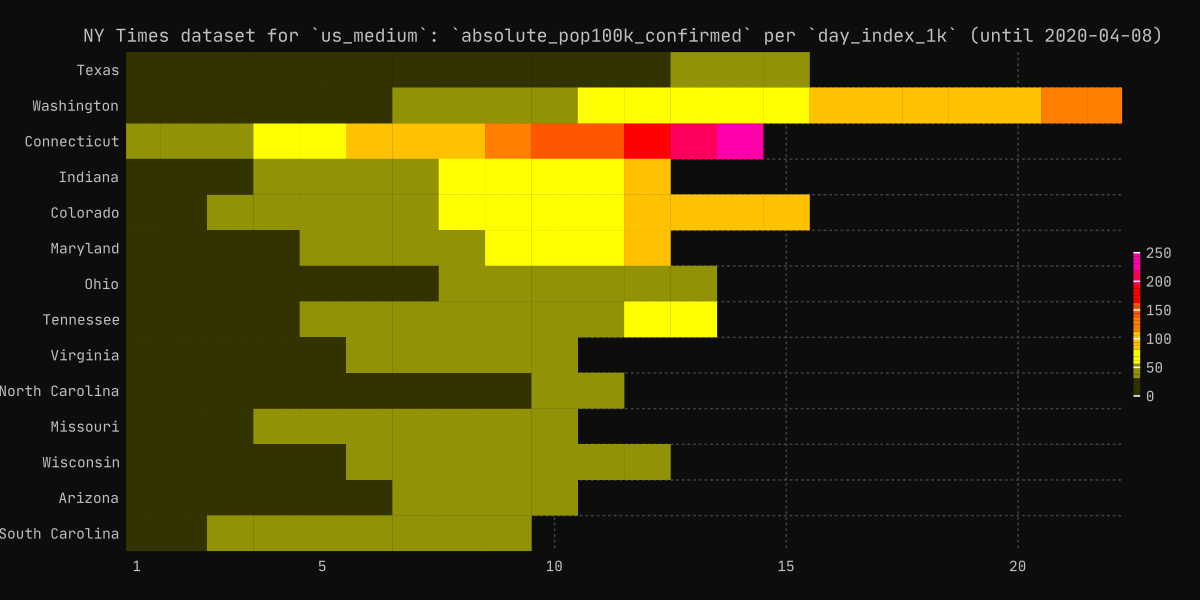 NY Times dataset for `us_medium`: `absolute_pop100k_confirmed` per `day_index_1k` (until 2020-04-08)
Texas
Washington
Connecticut
Indiana
Colorado
Maryland
Ohio
Tennessee
Virginia
North Carolina
Missouri
Wisconsin
Arizona
South Carolina
1 5 10 15 20
250
200
150
100
50
0